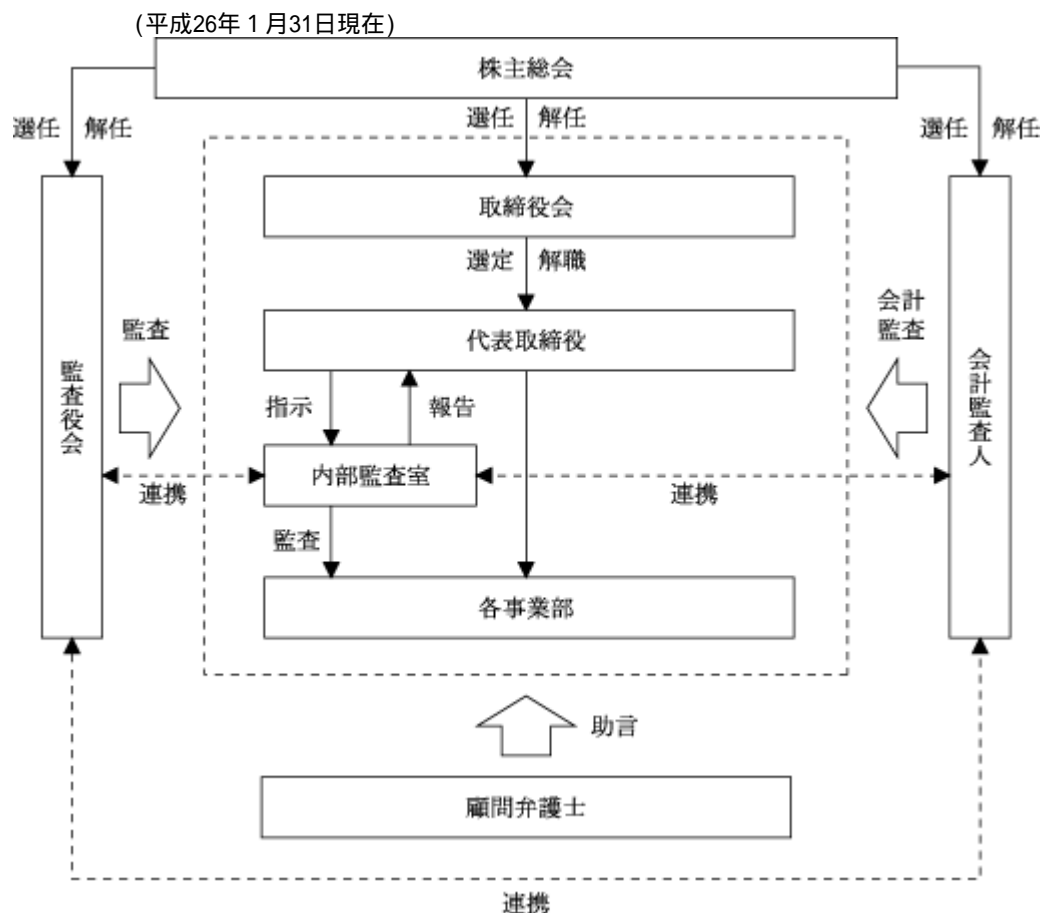 (平成26年1月31日現在)
株主総会
選任 解任
選任 解任
選任 解任
取締役会
選定 解職
代表取締役
監査
会計
監査
監査役会
会計監査人
指示
報告
内部監査室
連携
連携
監査
各事業部
助言
顧問弁護士
連携